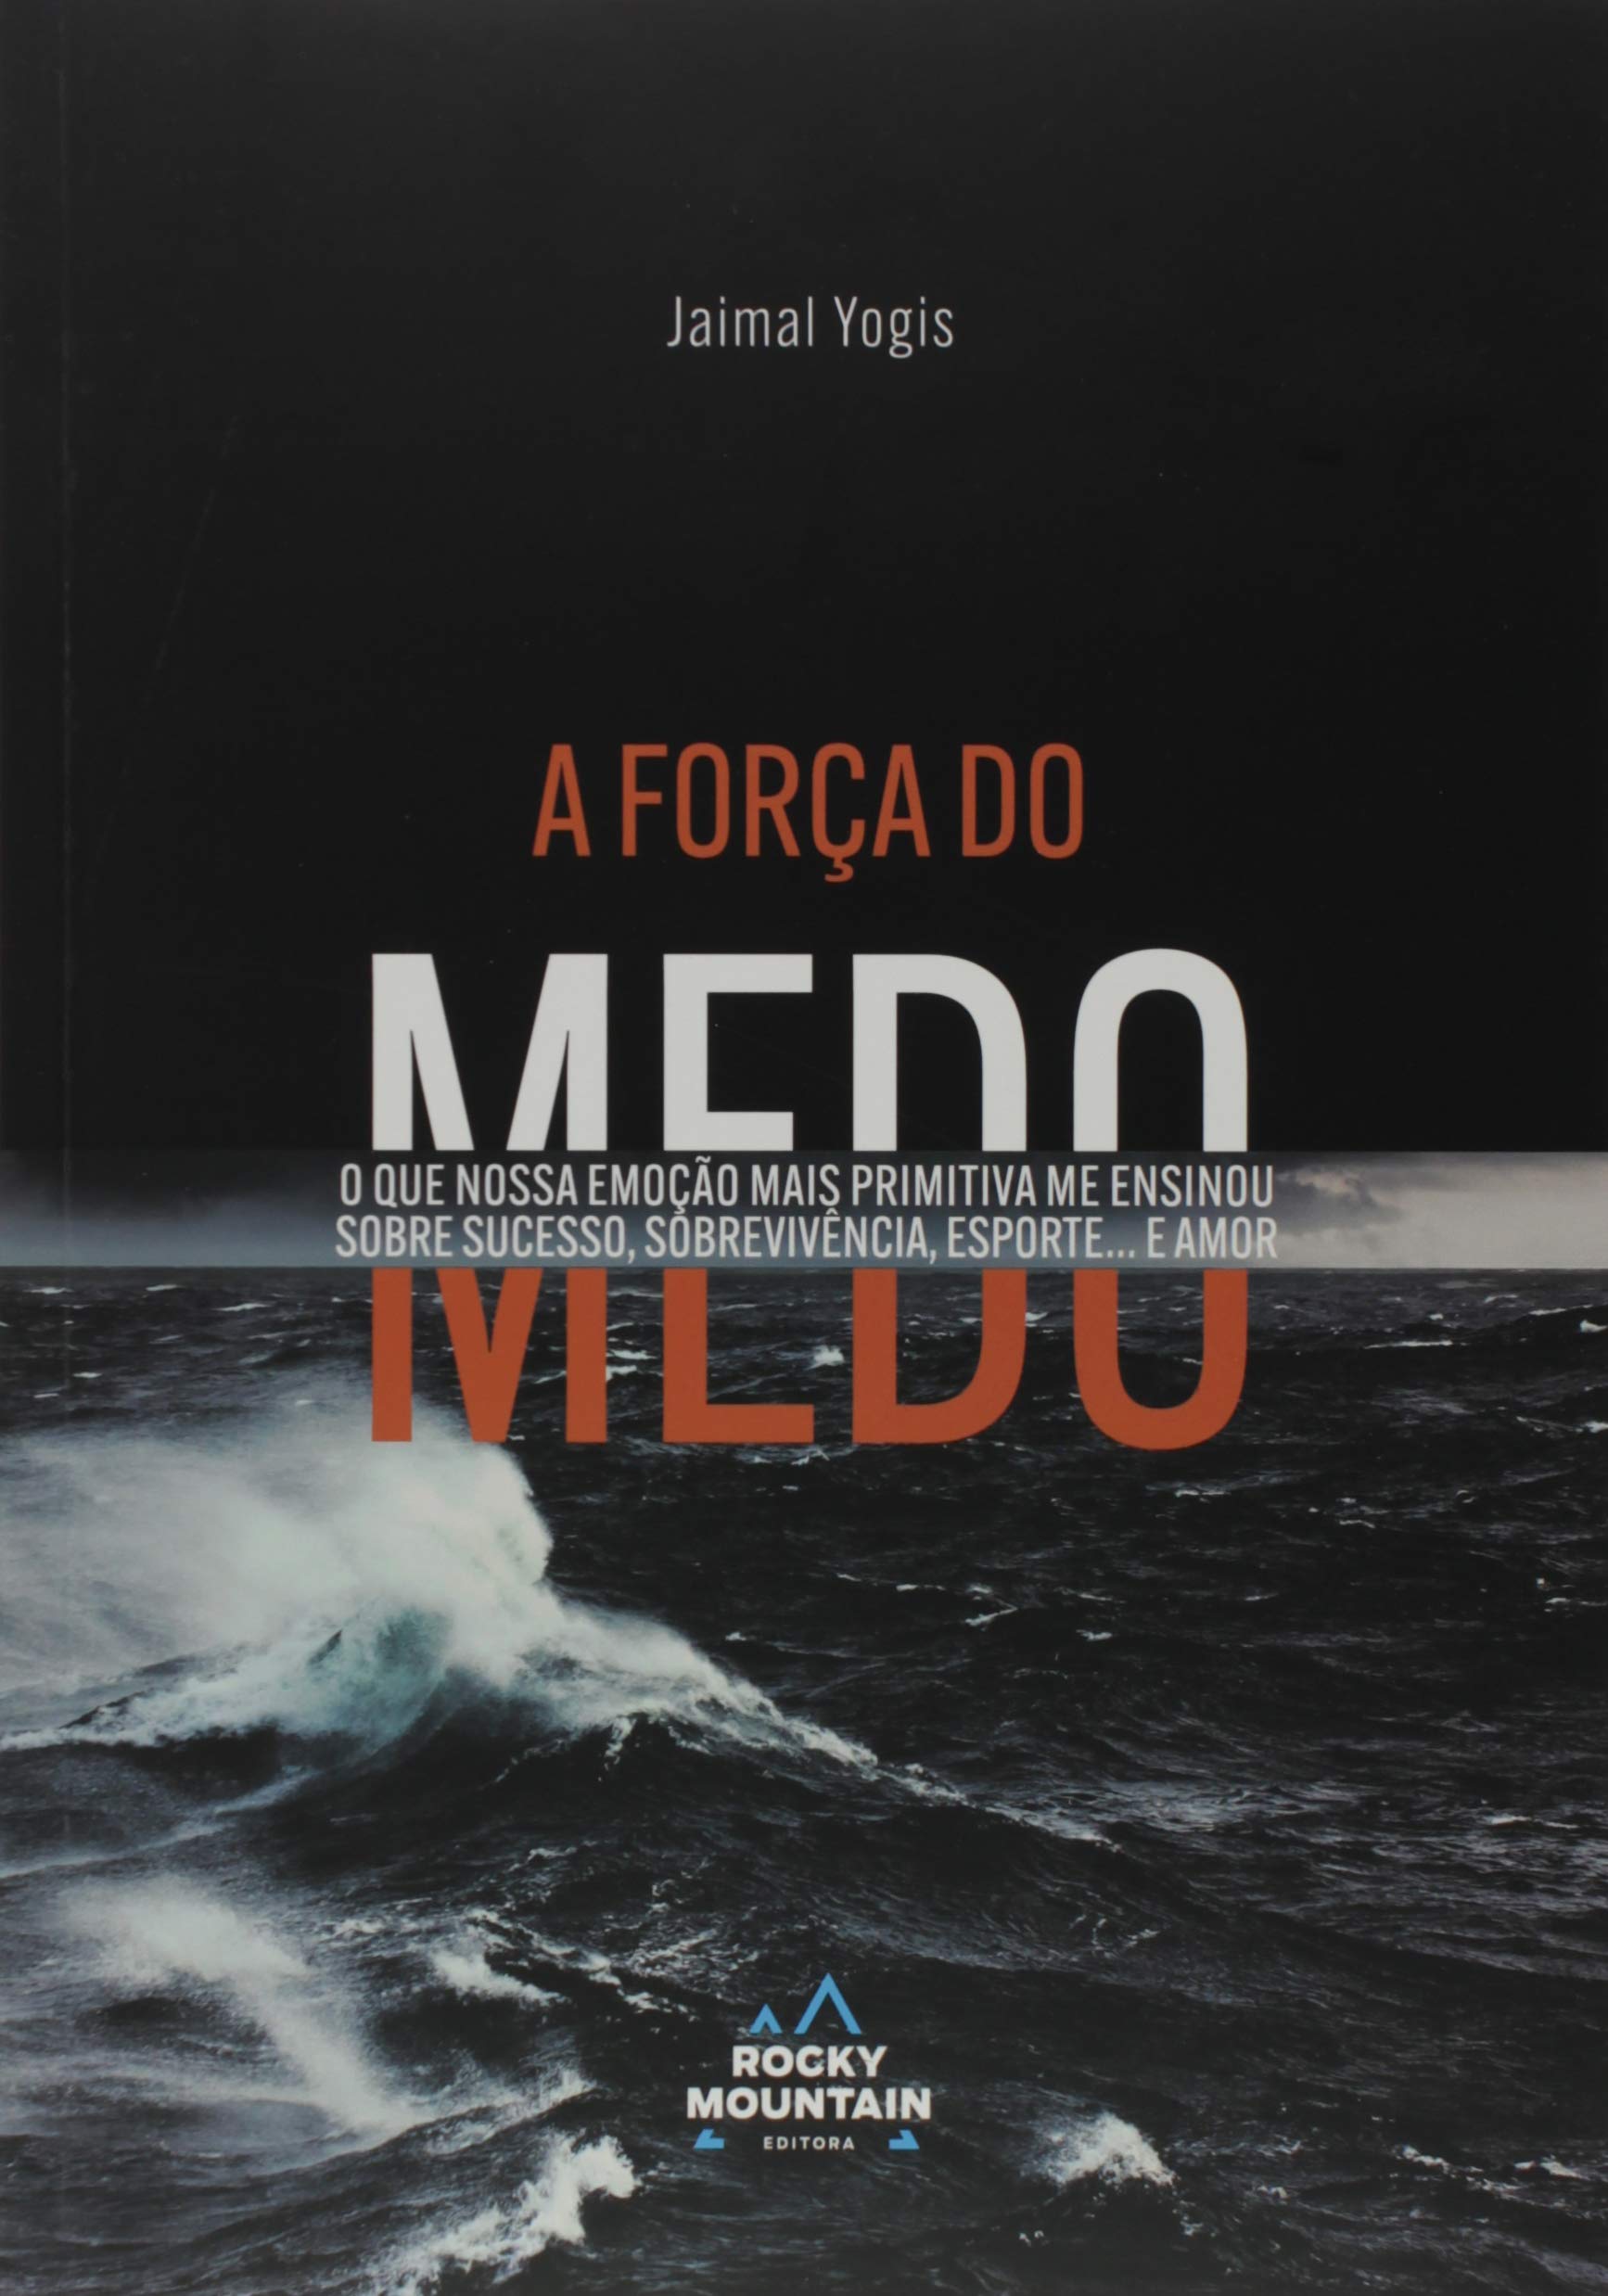 Jaimal Yogis
A FORÇA DO
MEDO
O QUE NOSSA EMOÇÃO MAIS PRIMITIVA ME ENSINOU
SOBRE SUCESSO, SOBREVIVÊNCIA, ESPORTE... E AMOR
ROCKY
MOUNTAIN
EDITORA